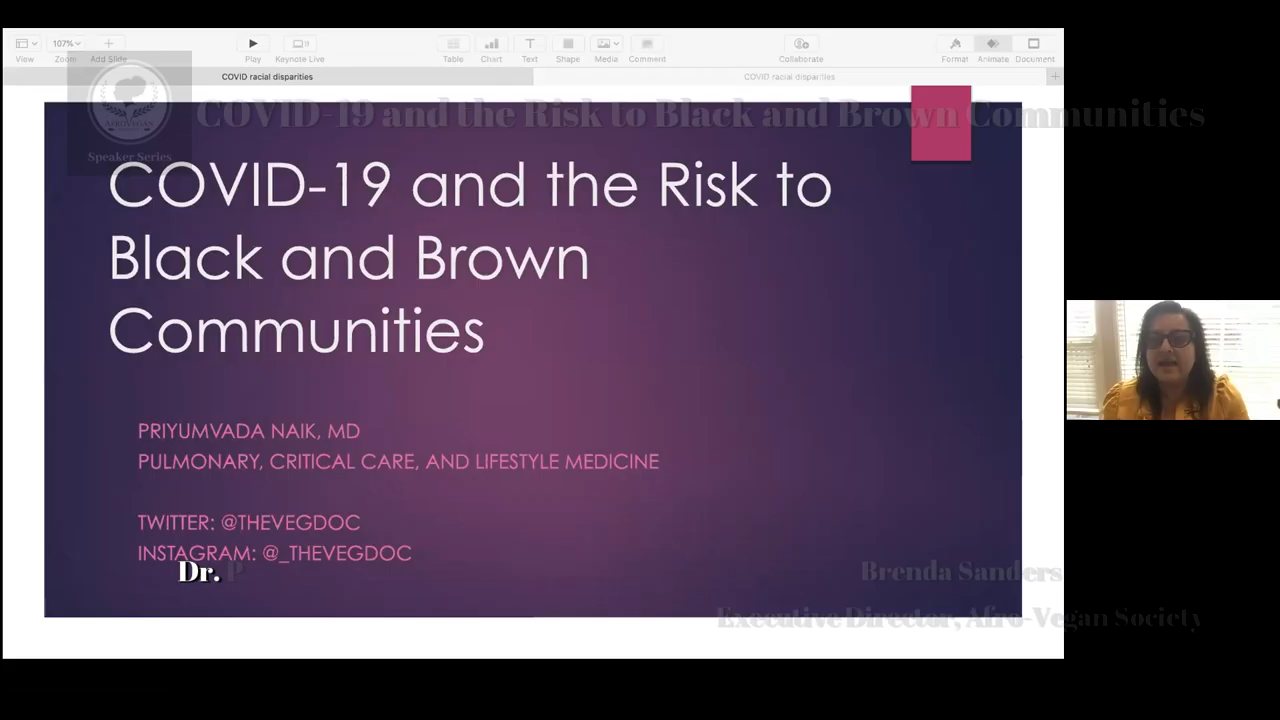 107%
View
Zoom
Add Slide
Play
Keynote Live
Table
Chart
Text
Shape
Media
Comment
Collaborate
Format
Animate
Document
COVID racial disparities
COVID racial disparities
AFROVEGAN
Speaker Series
COVID-19 and the Risk to Black and Brown Communities
COVID-19 and the Risk to
Black and Brown
Communities
PRIYUMVADA NAIK, MD
PULMONARY, CRITICAL CARE, AND LIFESTYLE MEDICINE
TWITTER: @THEVEGDOC
INSTAGRAM: @_THEVEGDOC
Dr. P
Brenda Sanders
Executive Director, Afro-Vegan Society